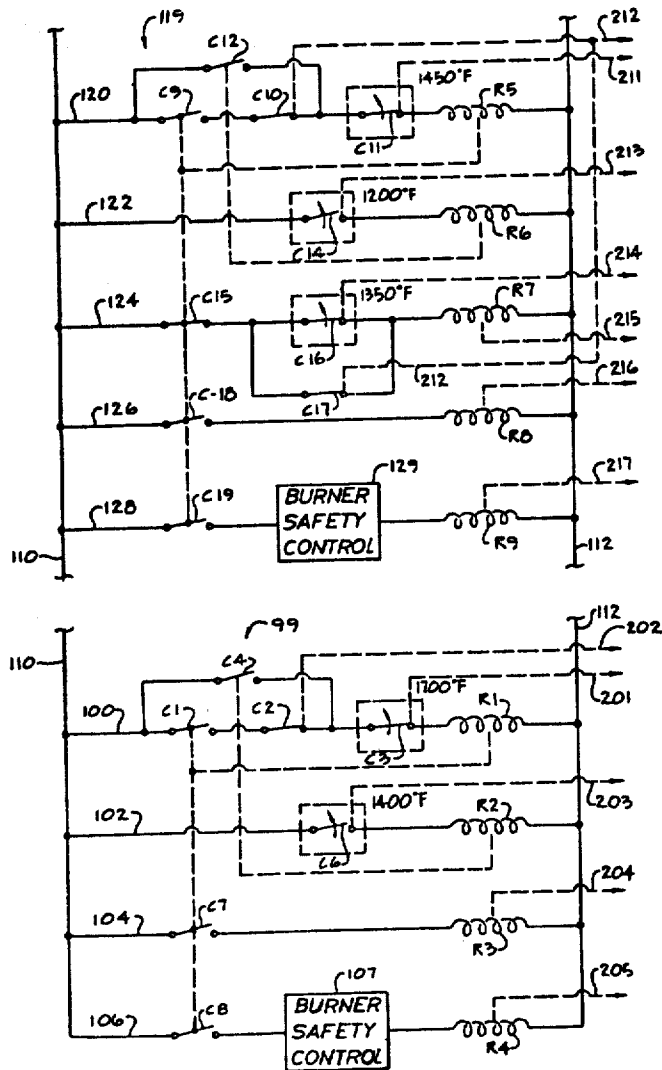 119
212
C12
120
C9
C10
1450°F
211
R5
C11
213
122
1200°F
C14
R6
214
124
C15
1350°F
R7
C16
215
212
216
C17
126
C-18
R8
129
217
128
C19
BURNER
SAFETY
CONTROL
R9
110
112
99
112
110
C4
202
1700°F
201
100
C1
C2
R1
C3
102
1400°F
R2
203
C6
204
104
C7
R3
107
205
106
C8
BURNER
SAFETY
CONTROL
R4